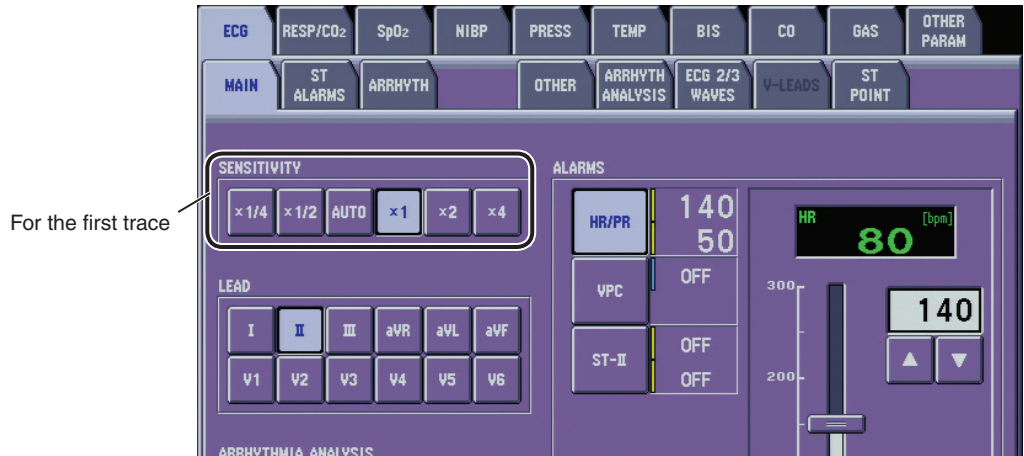 ECG RESP/CO2 SpO2 NIBP PRESS TEMP BIS CO GAS OTHER PARAM
MAIN ST ALARMS ARRHYTH OTHER ARRHYTH ANALYSIS ECG 2/3 WAVES V-LEADS ST POINT
SENSITIVITY
×1/4 ×1/2 AUTO ×1 ×2 ×4
For the first trace
LEAD
I II III aVR aVL aVF
V1 V2 V3 V4 V5 V6
ARRHYTHMIA ANALYSIS
ALARMS
HR/PR 140
50
VPC OFF
ST-II OFF
OFF
HR [bpm]
80
300
140
200
▲ ▼